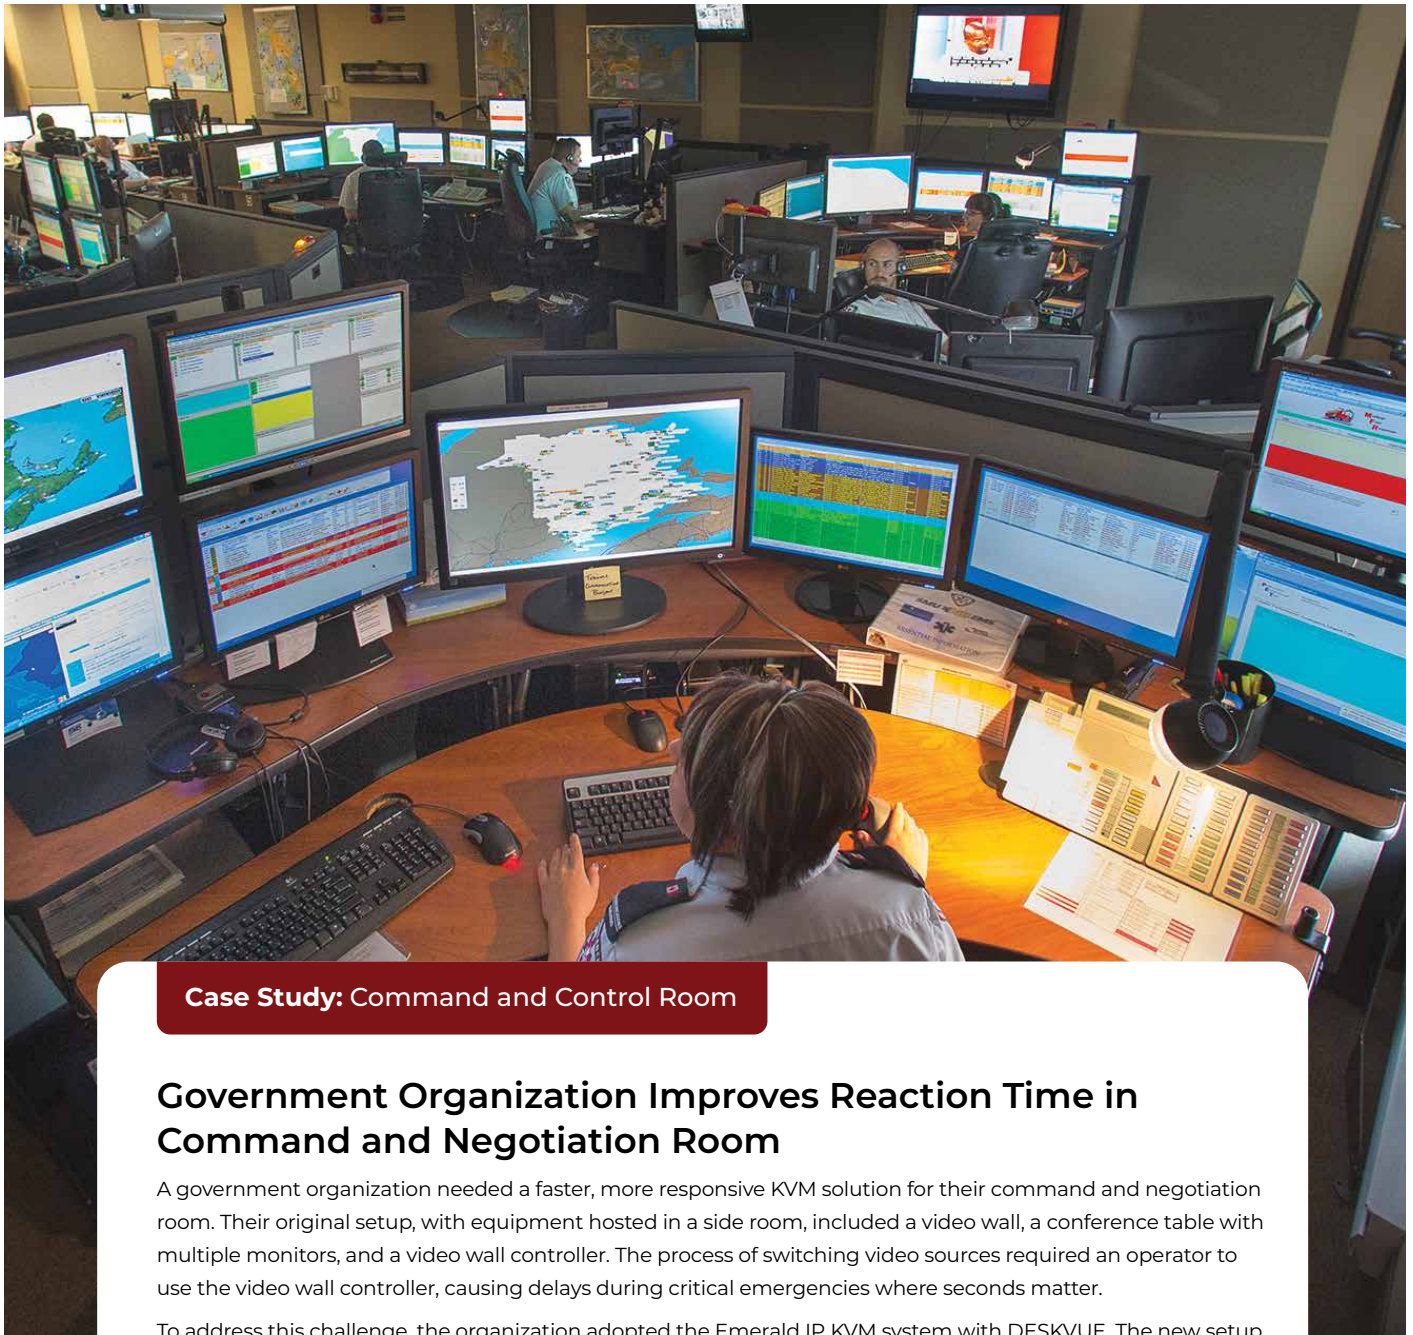 Travel
ESSENTIAL INFORMATION
Case Study: Command and Control Room
Government Organization Improves Reaction Time in
Command and Negotiation Room
A government organization needed a faster, more responsive KVM solution for their command and negotiation
room. Their original setup, with equipment hosted in a side room, included a video wall, a conference table with
multiple monitors, and a video wall controller. The process of switching video sources required an operator to
use the video wall controller, causing delays during critical emergencies where seconds matter.
To address this challenge, the organization adopted the Emerald IP KVM system with DESKVUE. The new setup